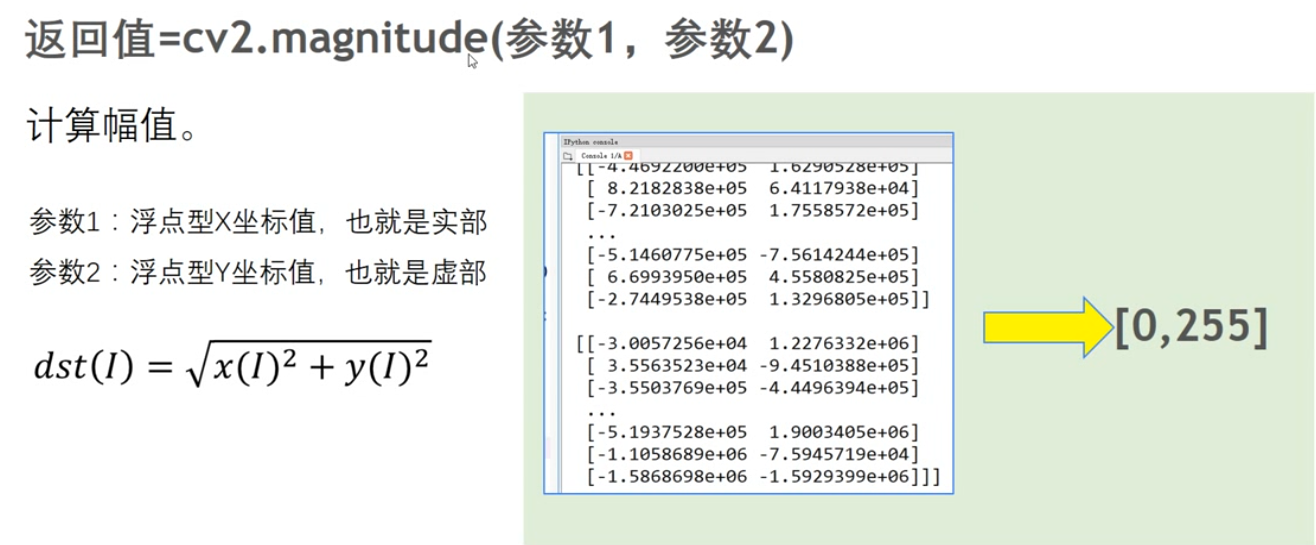 返回值=cv2.magnitude(参数1，参数2)
计算幅值。
参数1：浮点型X坐标值，也就是实部
参数2：浮点型Y坐标值，也就是虚部
dst(I) = √x(I)² + y(I)²
IPython console
Console 1/A
[[-4.4692200e+05 1.6290528e+05]
[ 8.2182838e+05 6.4117938e+04]
[-7.2103025e+05 1.7558572e+05]
...
[-5.1460775e+05 -7.5614244e+05]
[ 6.6993950e+05 4.5580825e+05]
[-2.7449538e+05 1.3296805e+05]]
[[-3.0057256e+04 1.2276332e+06]
[ 3.5563523e+04 -9.4510388e+05]
[-3.5503769e+05 -4.4496394e+05]
...
[-5.1937528e+05 1.9003405e+06]
[-1.1058689e+06 -7.5945719e+04]
[-1.5868698e+06 -1.5929399e+06]]]
[0,255]